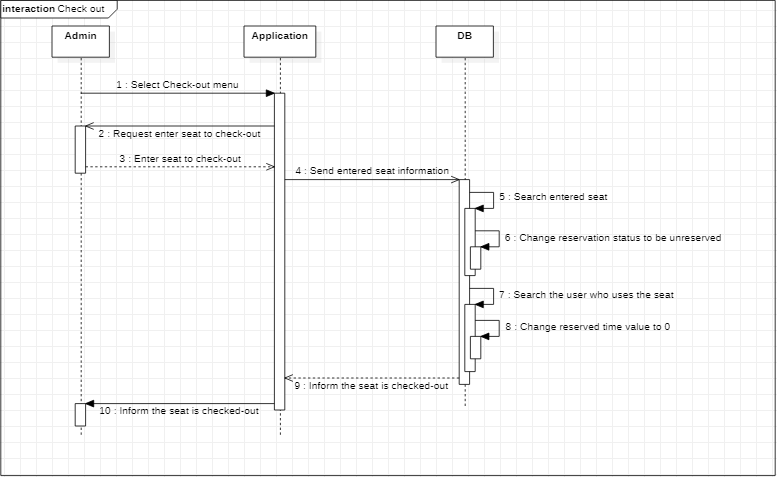 interaction Check out
Admin
Application
DB
1 : Select Check-out menu
2 : Request enter seat to check-out
3 : Enter seat to check-out
4 : Send entered seat information
5 : Search entered seat
6 : Change reservation status to be unreserved
7 : Search the user who uses the seat
8 : Change reserved time value to 0
9 : Inform the seat is checked-out
10 : Inform the seat is checked-out